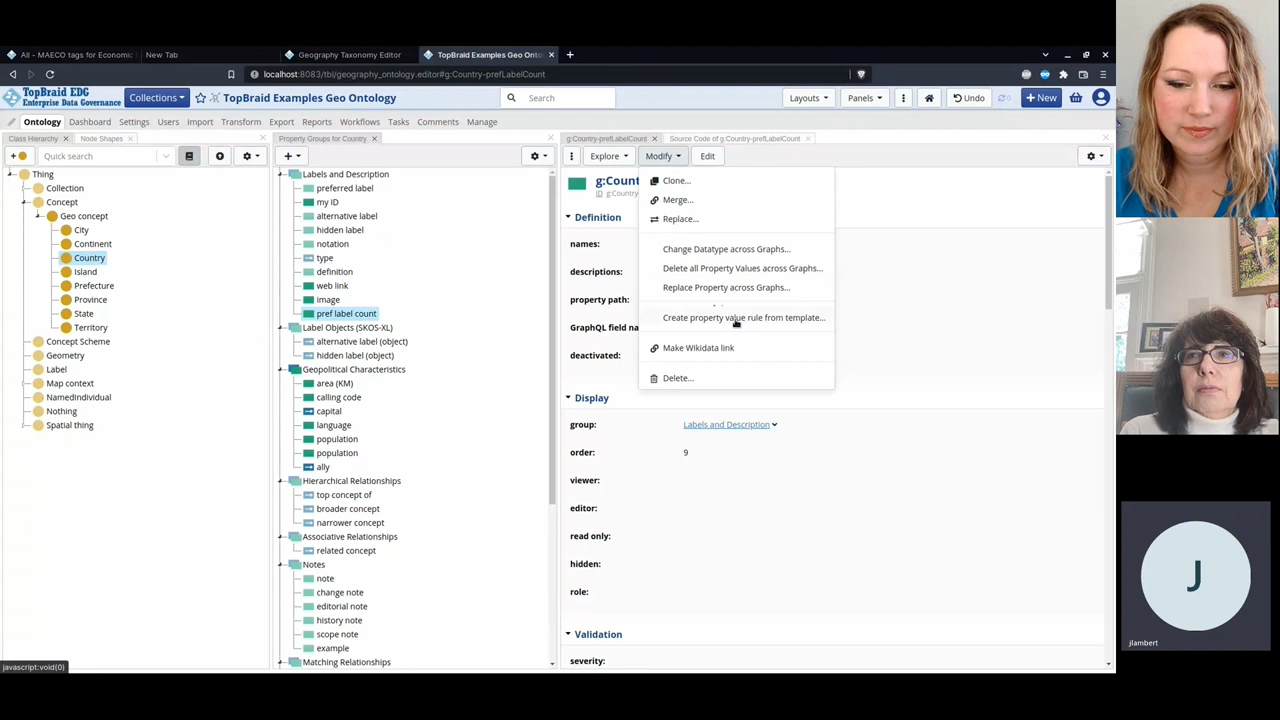 All - MAECO tags for Economic
New Tab
Geography Taxonomy Editor
TopBraid Examples Geo Ontology
localhost:8083/tbl/geography_ontology.editor#g:Country-prefLabelCount
TopBraid EDG
Enterprise Data Governance
Collections
TopBraid Examples Geo Ontology
Search
Layouts
Panels
Undo
New
Ontology Dashboard Settings Users Import Transform Export Reports Workflows Tasks Comments Manage
Class Hierarchy
Node Shapes
Quick search
Thing
Collection
Concept
Geo concept
City
Continent
Country
Island
Prefecture
Province
State
Territory
Concept Scheme
Geometry
Label
Map context
NamedIndividual
Nothing
Spatial thing
javascript:void(0)
Property Groups for Country
Labels and Description
preferred label
my ID
alternative label
hidden label
notation
type
definition
web link
image
pref label count
Label Objects (SKOS-XL)
alternative label (object)
hidden label (object)
Geopolitical Characteristics
area (KM)
calling code
capital
language
population
population
ally
Hierarchical Relationships
top concept of
broader concept
narrower concept
Associative Relationships
related concept
Notes
note
change note
editorial note
history note
scope note
example
Matching Relationships
g:Country-prefLabelCount
Source Code of g:Country-prefLabelCount
Explore
Modify
Edit
g:Count
ID g:Country
Clone...
Merge...
Replace...
Change Datatype across Graphs...
Delete all Property Values across Graphs...
Replace Property across Graphs...
Create property value rule from template...
Make Wikidata link
Delete...
Definition
names:
descriptions:
property path:
GraphQL field na
deactivated:
Display
group: Labels and Description
order: 9
viewer:
editor:
read only:
hidden:
role:
Validation
severity:
J
jlambert